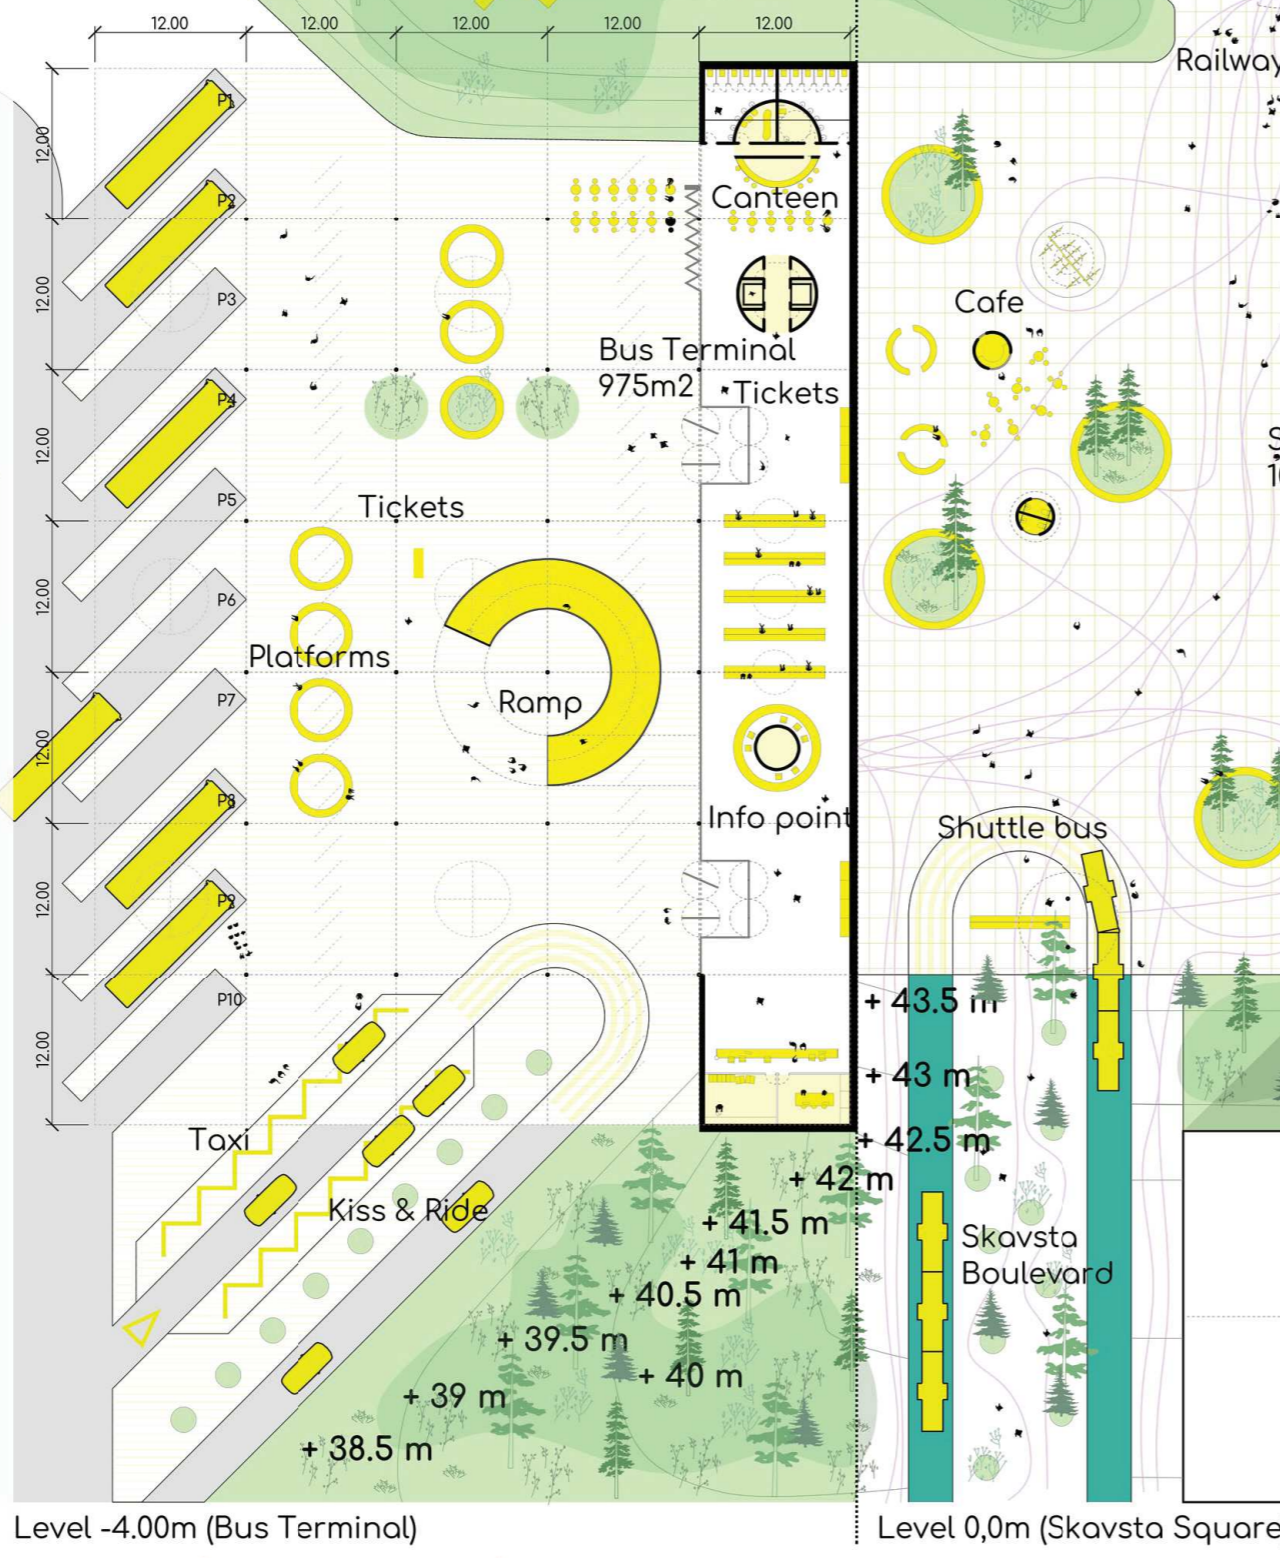 12.00
12.00
12.00
12.00
12.00
Railway
P1
12.00
P2
Canteen
12.00
P3
Cafe
Bus Terminal
975m2
Tickets
P4
12.00
P5
Tickets
12.00
P6
Platforms
P7
Ramp
12.00
P8
Info point
Shuttle bus
12.00
P9
P10
+ 43.5 m
12.00
+ 43 m
Taxi
+ 42.5 m
+ 42 m
Kiss & Ride
+ 41.5 m
Skavsta
Boulevard
+ 41 m
+ 40.5 m
+ 39.5 m
+ 40 m
+ 39 m
+ 38.5 m
Level -4.00m (Bus Terminal)
Level 0,0m (Skavsta Square